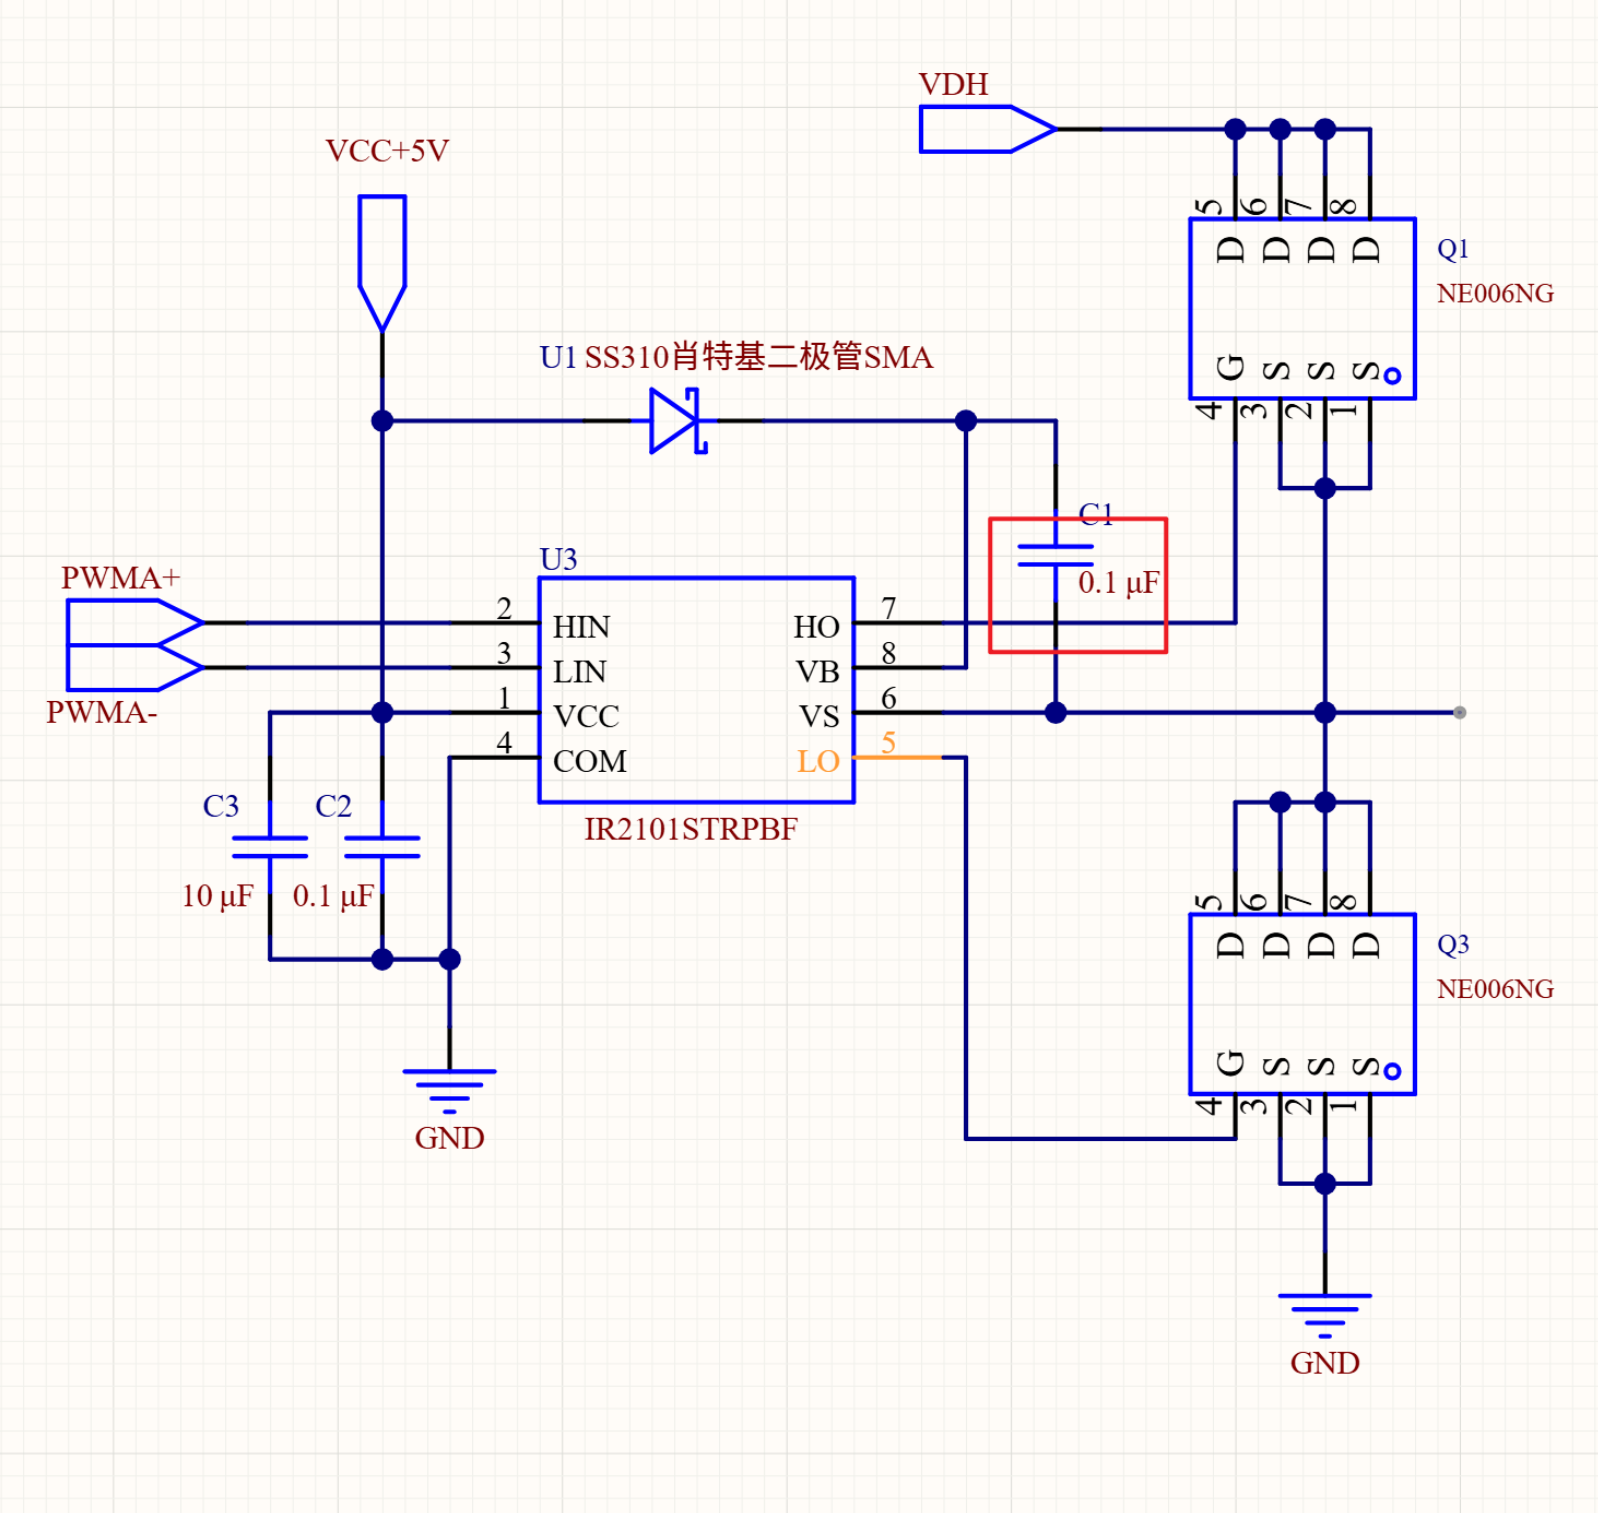 VDH
VCC+5V
5 6 7 8
D D D D
Q1
NE006NG
G S S S
4 3 2 1
U1 SS310肖特基二极管SMA
C1
0.1 µF
U3
PWMA+
PWMA-
2 HIN HO 7
3 LIN VB 8
1 VCC VS 6
4 COM LO 5
IR2101STRPBF
C3 C2
10 µF 0.1 µF
GND
5 6 7 8
D D D D
Q3
NE006NG
G S S S
4 3 2 1
GND